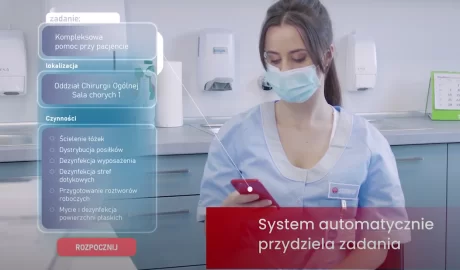 zadanie:
Kompleksowa
pomoc przy pacjencie
lokalizacja
Oddział Chirurgii Ogólnej
Sala chorych 1
Czynności
Ścielenie łóżek
Dystrybucja posiłków
Dezynfekcja wyposażenia
Dezynfekcja stref
dotykowych
Przygotowanie roztworów
roboczych
Mycie i dezynfekcja
powierzchni płaskich
ROZPOCZNIJ
System automatycznie
przydziela zadania